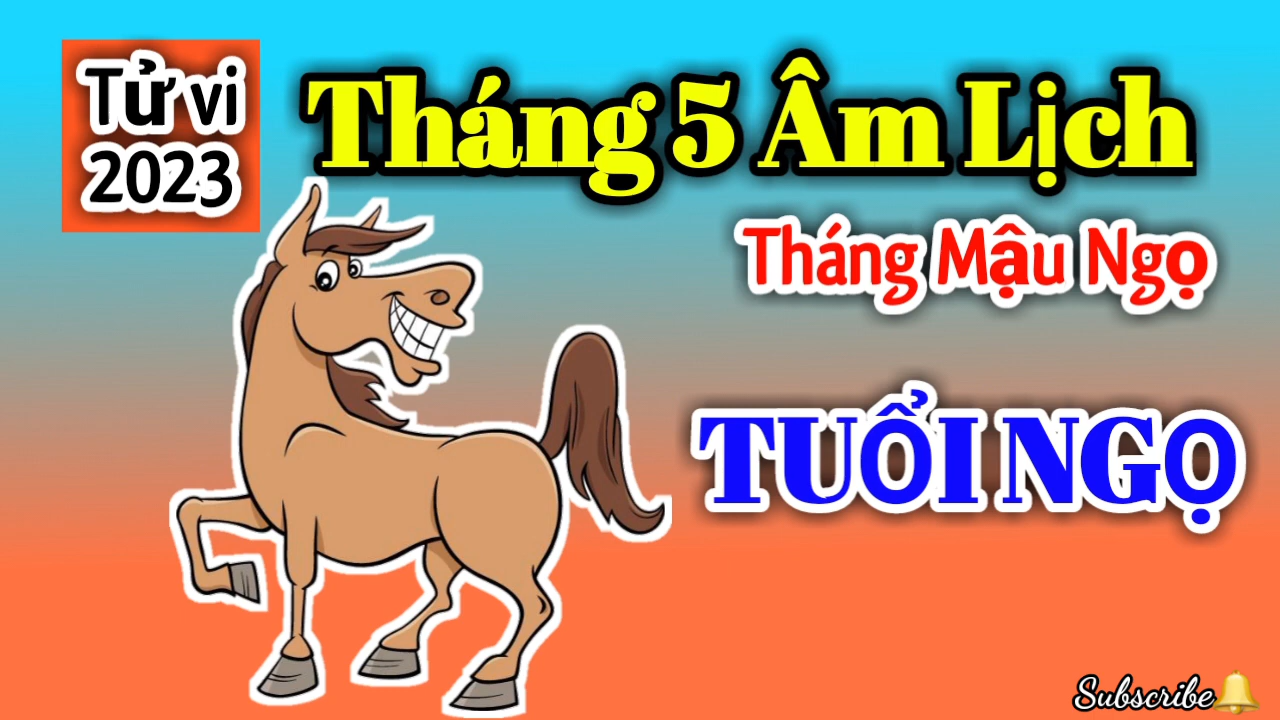 Tử vi
2023
Tháng 5 Âm Lịch
Tháng Mậu Ngọ
TUỔI NGỌ
Subscribe